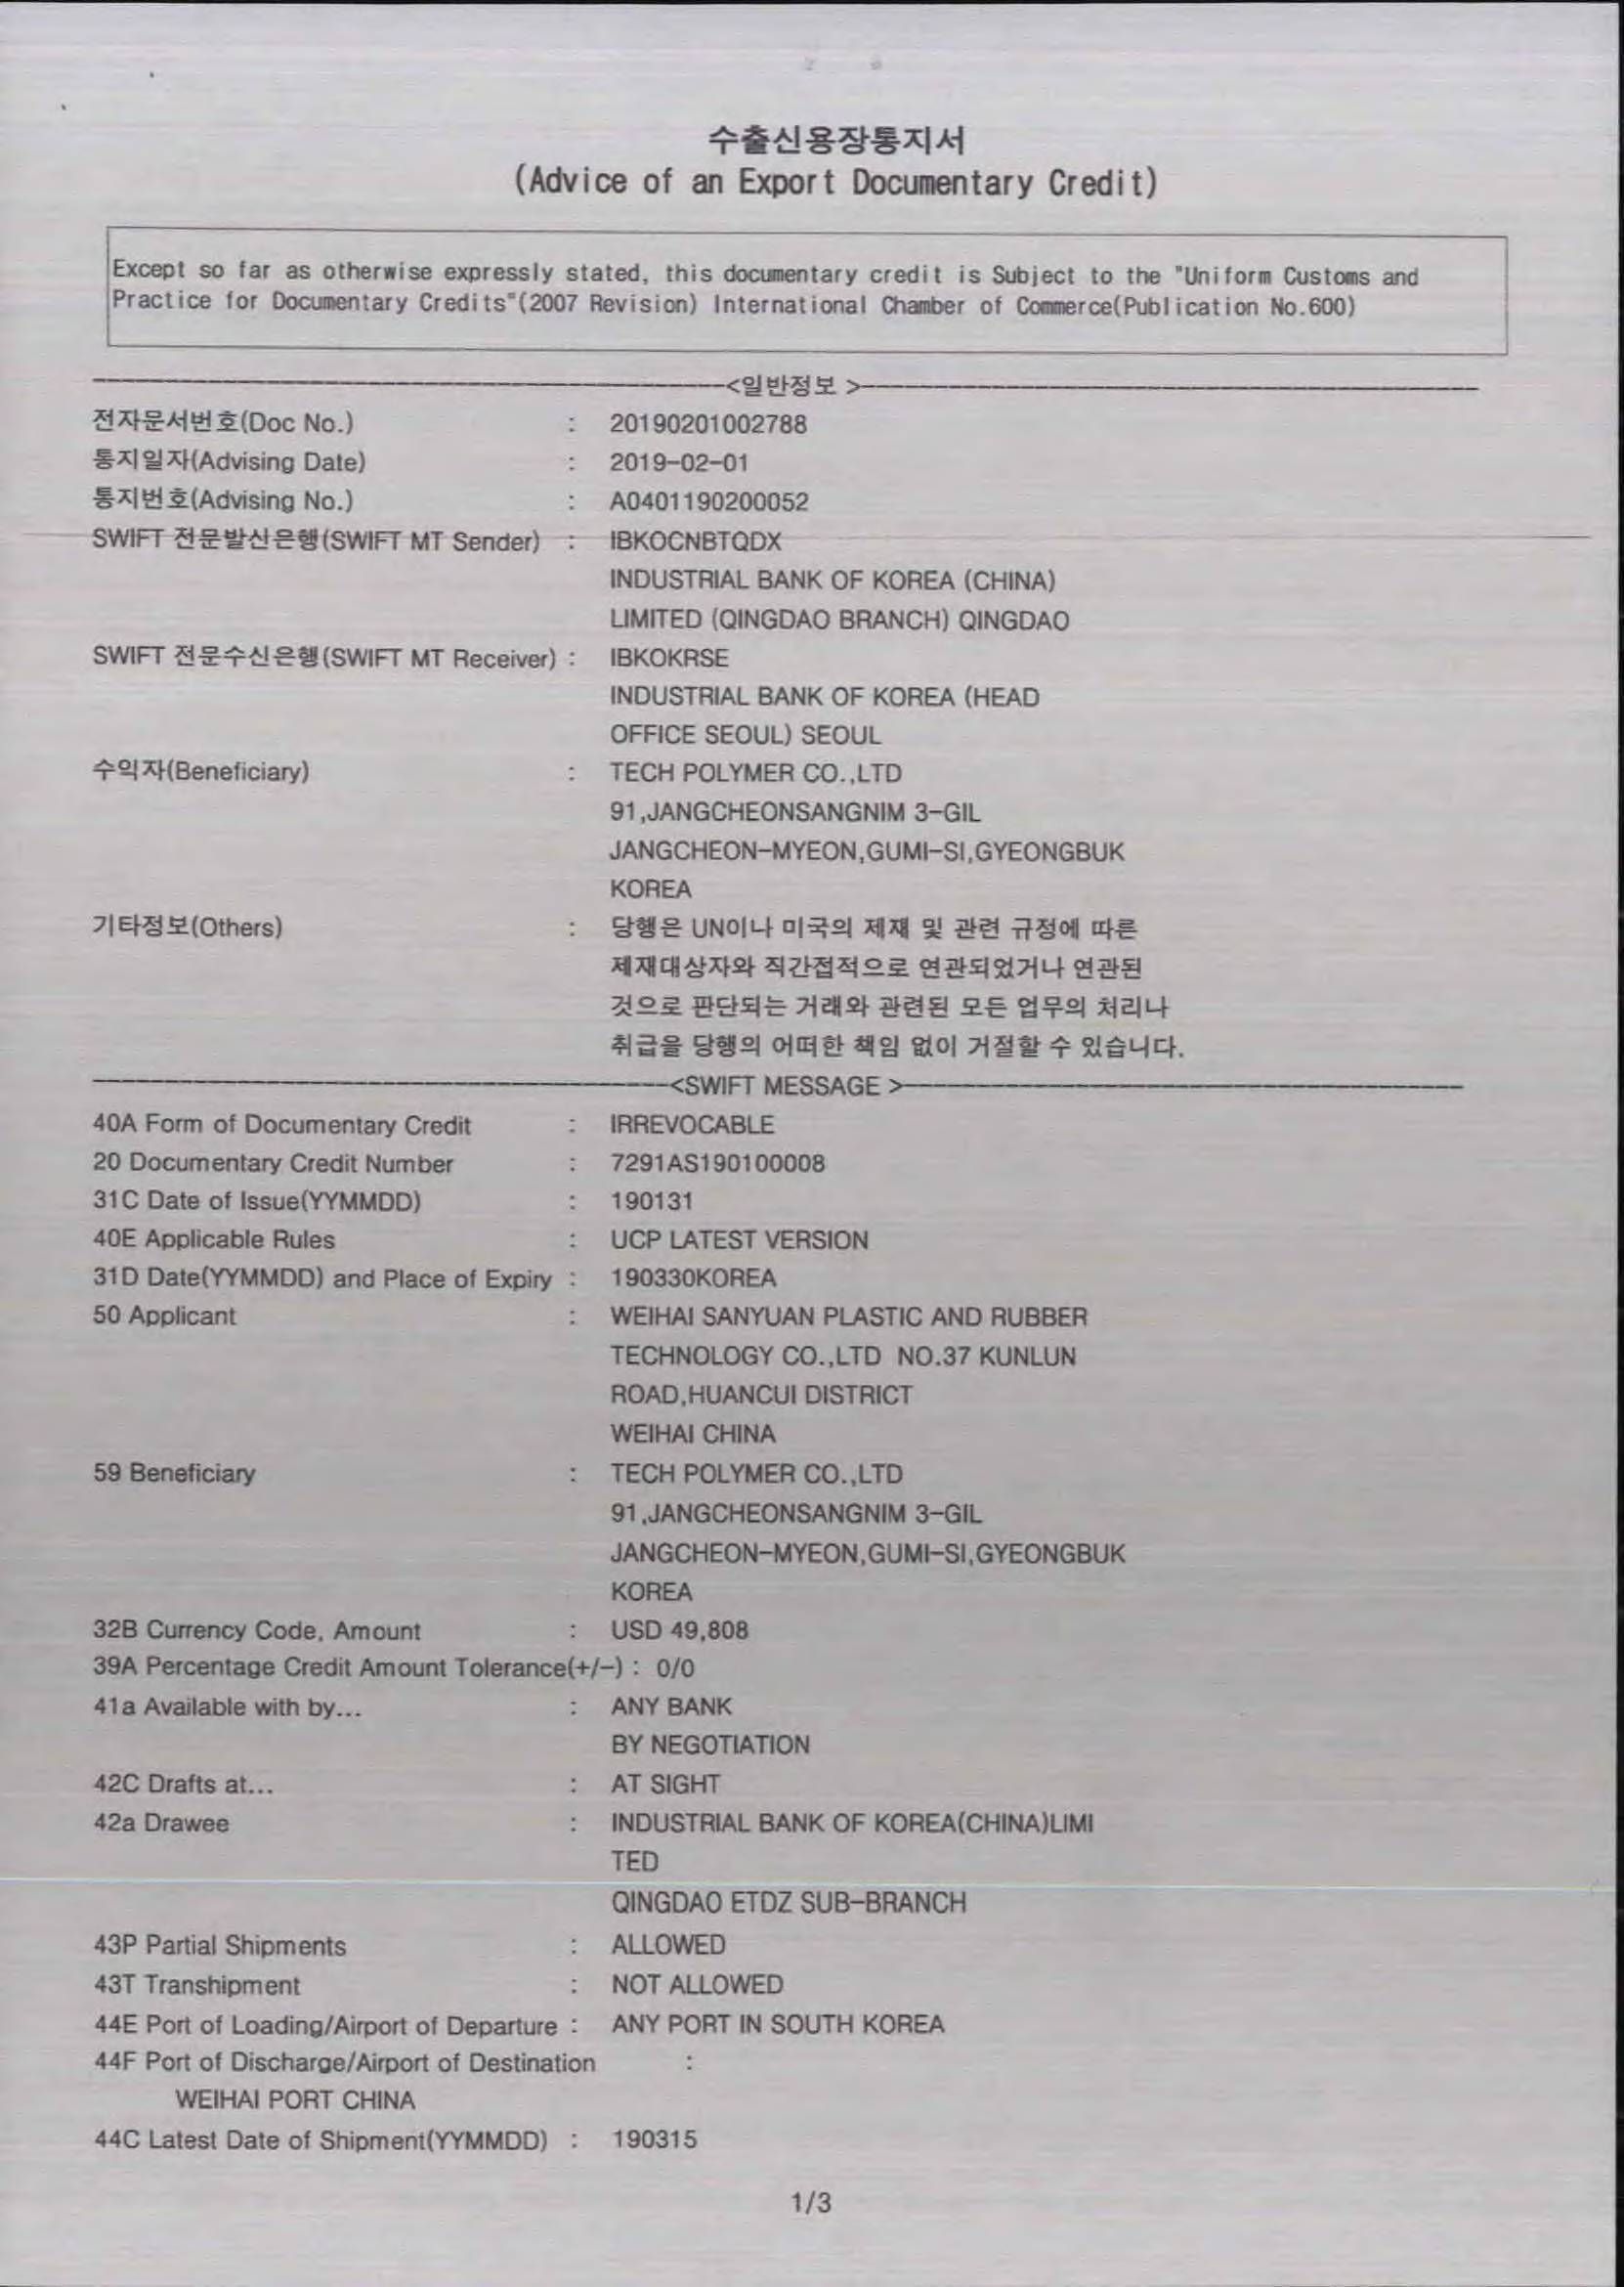 수출신용장통지서
(Advice of an Export Documentary Credit)
Except so far as otherwise expressly stated, this documentary credit is Subject to the "Uniform Customs and
Practice for Documentary Credits"(2007 Revision) International Chamber of Commerce(Publication No.600)
<일반정보 >
전자문서번호(Doc No.) : 20190201002788
통지일자(Advising Date) : 2019-02-01
통지번호(Advising No.) : A0401190200052
SWIFT 전문발신은행(SWIFT MT Sender) : IBKOCNBTQDX
INDUSTRIAL BANK OF KOREA (CHINA)
LIMITED (QINGDAO BRANCH) QINGDAO
SWIFT 전문수신은행(SWIFT MT Receiver) : IBKOKRSE
INDUSTRIAL BANK OF KOREA (HEAD
OFFICE SEOUL) SEOUL
수익자(Beneficiary) : TECH POLYMER CO.,LTD
91,JANGCHEONSANGNIM 3-GIL
JANGCHEON-MYEON,GUMI-SI,GYEONGBUK
KOREA
기타정보(Others) : 당행은 UN이나 미국의 제재 및 관련 규정에 따른
제재대상자와 직간접적으로 연관되었거나 연관된
것으로 판단되는 거래와 관련된 모든 업무의 처리나
취급을 당행의 어떠한 책임 없이 거절할 수 있습니다.
<SWIFT MESSAGE >
40A Form of Documentary Credit : IRREVOCABLE
20 Documentary Credit Number : 7291AS190100008
31C Date of Issue(YYMMDD) : 190131
40E Applicable Rules : UCP LATEST VERSION
31D Date(YYMMDD) and Place of Expiry : 190330KOREA
50 Applicant : WEIHAI SANYUAN PLASTIC AND RUBBER
TECHNOLOGY CO.,LTD NO.37 KUNLUN
ROAD,HUANCUI DISTRICT
WEIHAI CHINA
59 Beneficiary : TECH POLYMER CO.,LTD
91,JANGCHEONSANGNIM 3-GIL
JANGCHEON-MYEON,GUMI-SI,GYEONGBUK
KOREA
32B Currency Code, Amount : USD 49,808
39A Percentage Credit Amount Tolerance(+/-) : 0/0
41a Available with by... : ANY BANK
BY NEGOTIATION
42C Drafts at... : AT SIGHT
42a Drawee : INDUSTRIAL BANK OF KOREA(CHINA)LIMI
TED
QINGDAO ETDZ SUB-BRANCH
43P Partial Shipments : ALLOWED
43T Transhipment : NOT ALLOWED
44E Port of Loading/Airport of Departure : ANY PORT IN SOUTH KOREA
44F Port of Discharge/Airport of Destination :
WEIHAI PORT CHINA
44C Latest Date of Shipment(YYMMDD) : 190315
1/3